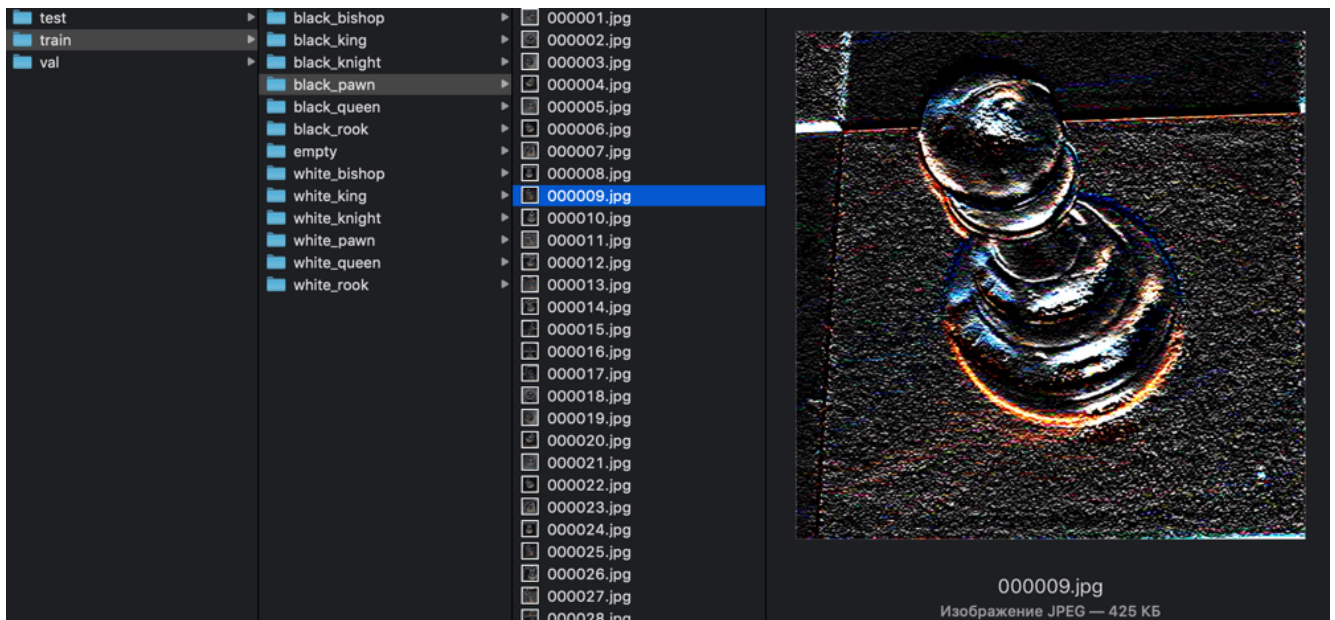 test
train
val
black_bishop
black_king
black_knight
black_pawn
black_queen
black_rook
empty
white_bishop
white_king
white_knight
white_pawn
white_queen
white_rook
000001.jpg
000002.jpg
000003.jpg
000004.jpg
000005.jpg
000006.jpg
000007.jpg
000008.jpg
000009.jpg
000010.jpg
000011.jpg
000012.jpg
000013.jpg
000014.jpg
000015.jpg
000016.jpg
000017.jpg
000018.jpg
000019.jpg
000020.jpg
000021.jpg
000022.jpg
000023.jpg
000024.jpg
000025.jpg
000026.jpg
000027.jpg
000028.jpg
000009.jpg
Изображение JPEG — 425 КБ